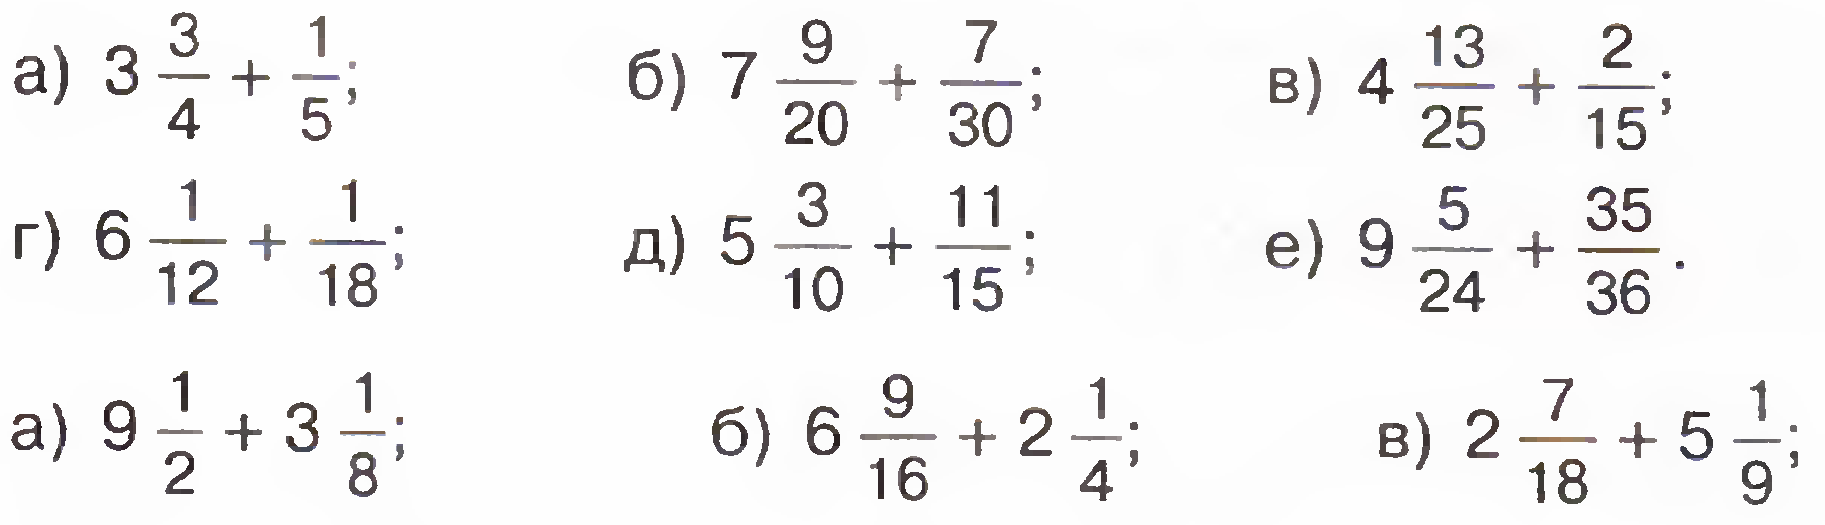 а) 3 3/4 + 1/5; б) 7 9/20 + 7/30; в) 4 13/25 + 2/15;
г) 6 1/12 + 1/18; д) 5 3/10 + 11/15; е) 9 5/24 + 35/36.
а) 9 1/2 + 3 1/8; б) 6 9/16 + 2 1/4; в) 2 7/18 + 5 1/9;